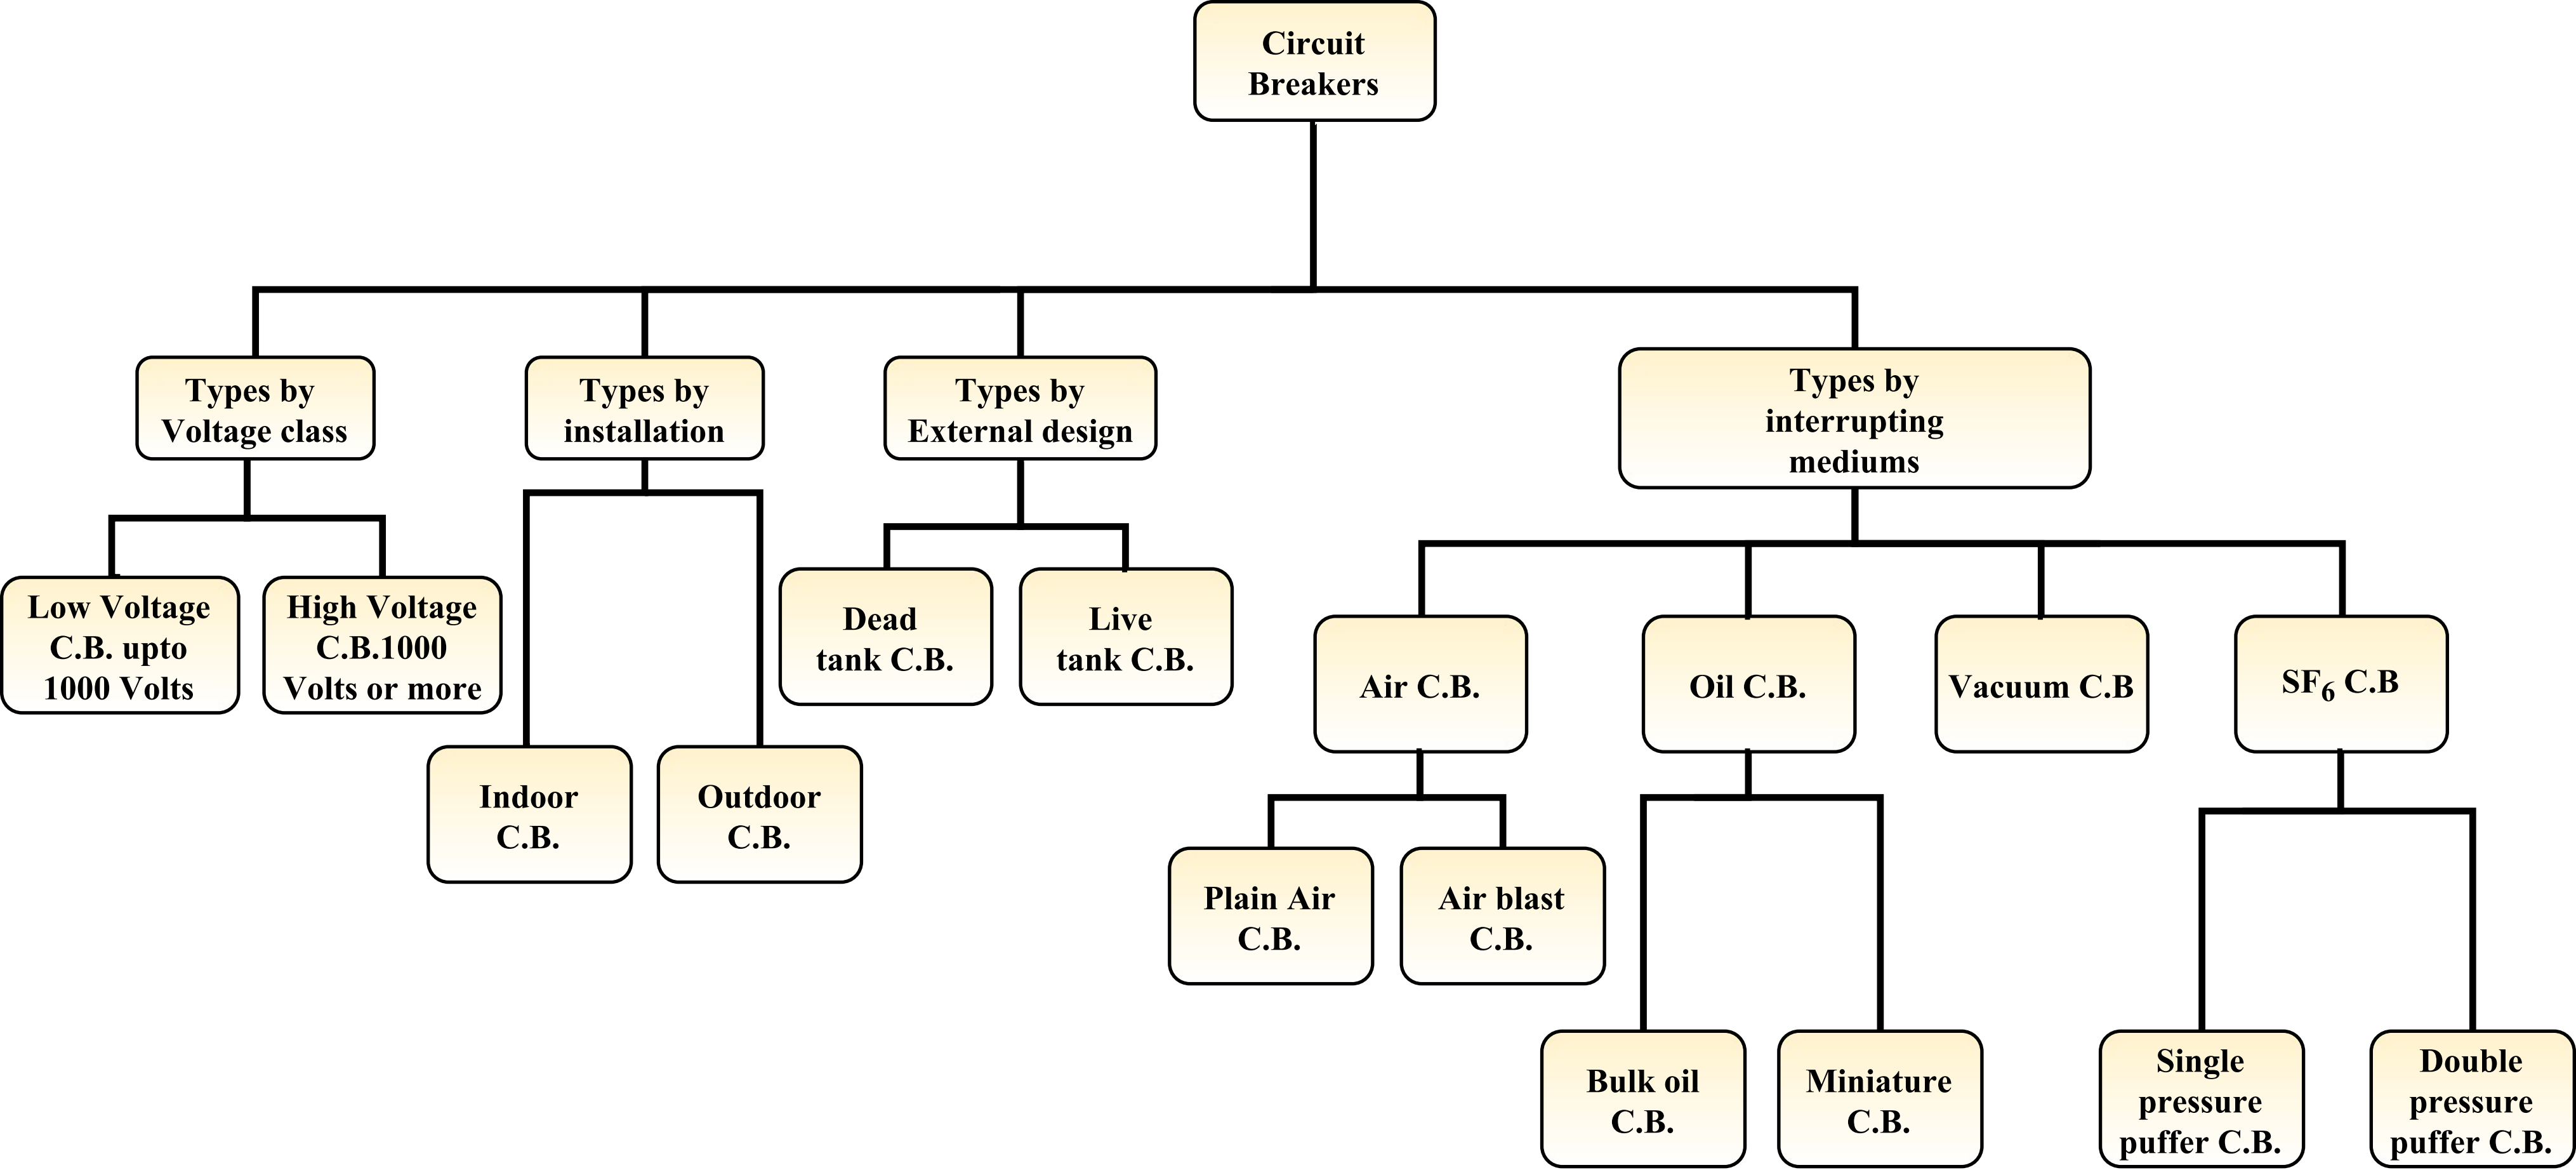 Circuit
Breakers
Types by
Voltage class
Types by
installation
Types by
External design
Types by
interrupting
mediums
Low Voltage
C.B. upto
1000 Volts
High Voltage
C.B.1000
Volts or more
Dead
tank C.B.
Live
tank C.B.
Air C.B.
Oil C.B.
Vacuum C.B
SF6 C.B
Indoor
C.B.
Outdoor
C.B.
Plain Air
C.B.
Air blast
C.B.
Bulk oil
C.B.
Miniature
C.B.
Single
pressure
puffer C.B.
Double
pressure
puffer C.B.